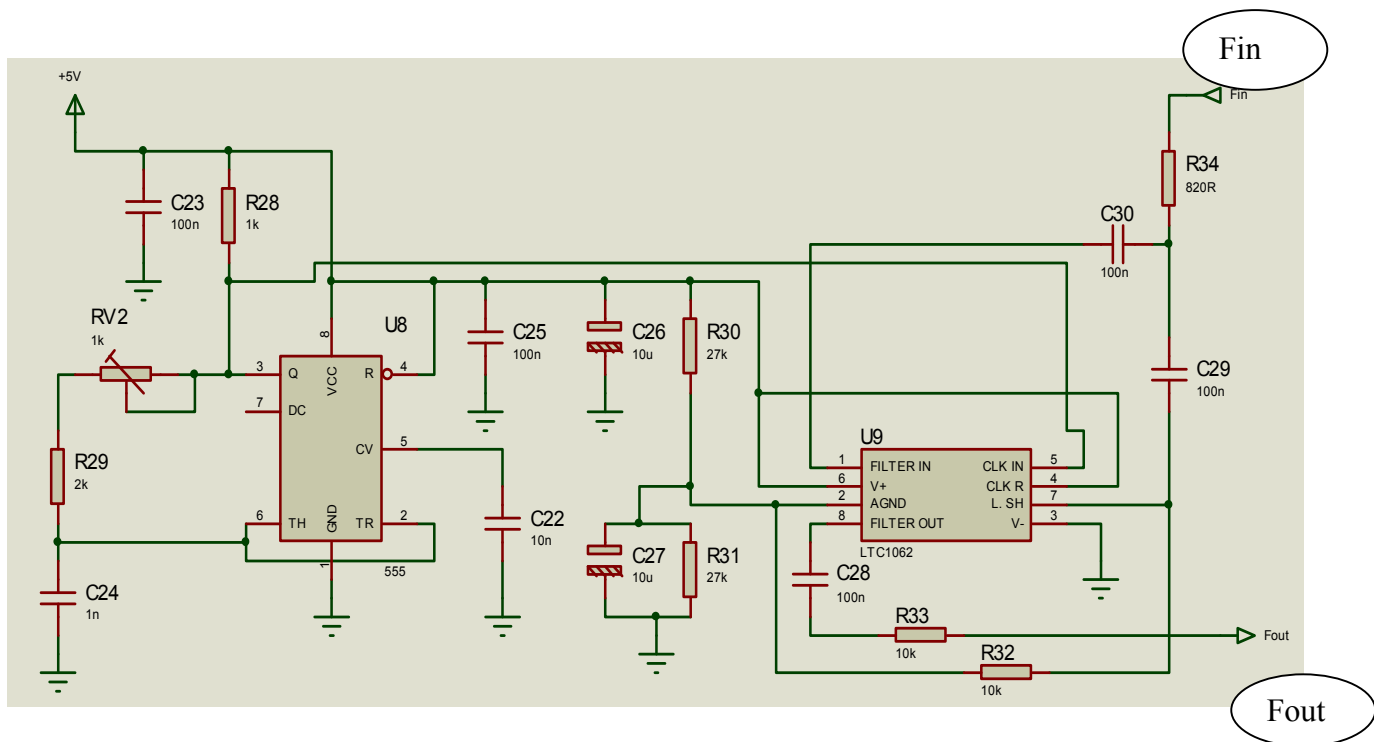 Fin
+5V
Fin
R34
820R
C23
100n
R28
1k
C30
100n
RV2
1k
U8
C25
100n
C26
10u
R30
27k
C29
100n
8
3
Q
VCC
R
4
7
DC
CV
5
U9
1
FILTER IN
CLK IN
5
6
V+
CLK R
4
2
AGND
L. SH
7
8
FILTER OUT
V-
3
LTC1062
R29
2k
6
TH
GND
TR
2
1
555
C22
10n
C27
10u
R31
27k
C24
1n
C28
100n
R33
10k
Fout
R32
10k
Fout